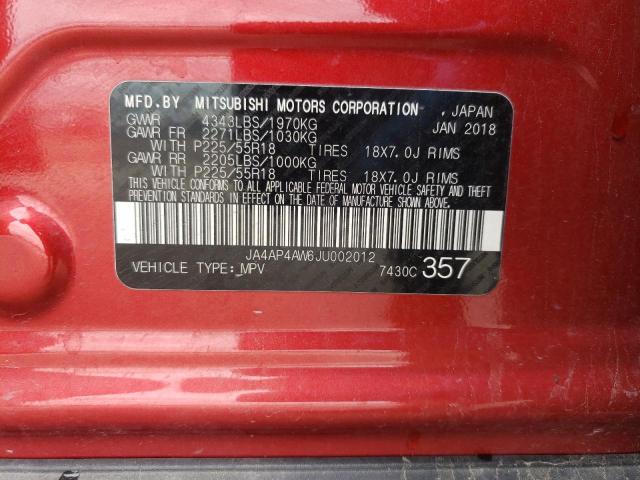 MFD.BY MITSUBISHI MOTORS CORPORATION , JAPAN
GVWR 4343LBS/1970KG JAN 2018
GAWR FR 2271LBS/1030KG
WITH P225/55R18 TIRES 18X7.0J RIMS
GAWR RR 2205LBS/1000KG
WITH P225/55R18 TIRES 18X7.0J RIMS
THIS VEHICLE CONFORMS TO ALL APPLICABLE FEDERAL MOTOR VEHICLE SAFETY AND THEFT
PREVENTION STANDARDS IN EFFECT ON THE DATE OF MANUFACTURE SHOWN ABOVE.
JA4AP4AW6JU002012
VEHICLE TYPE: MPV 7430C 357